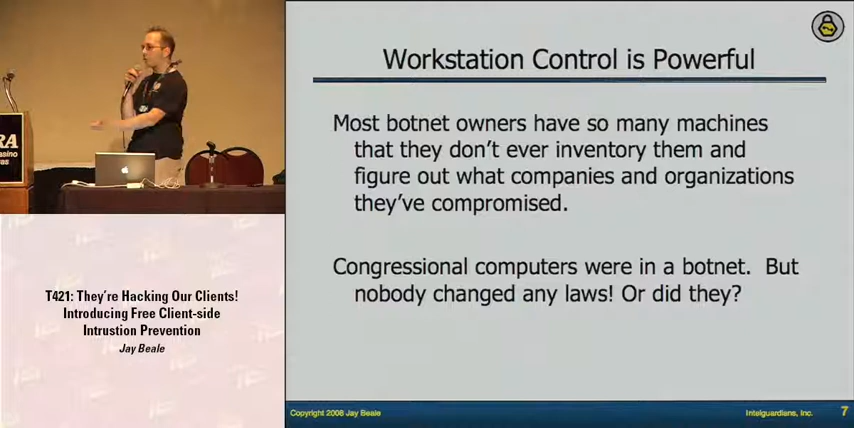 Workstation Control is Powerful
Most botnet owners have so many machines
that they don't ever inventory them and
figure out what companies and organizations
they've compromised.
Congressional computers were in a botnet. But
nobody changed any laws! Or did they?
Copyright 2008 Jay Beale
Intelguardians, Inc.
7
RA
asino
as
T421: They're Hacking Our Clients!
Introducing Free Client-side
Intrustion Prevention
Jay Beale